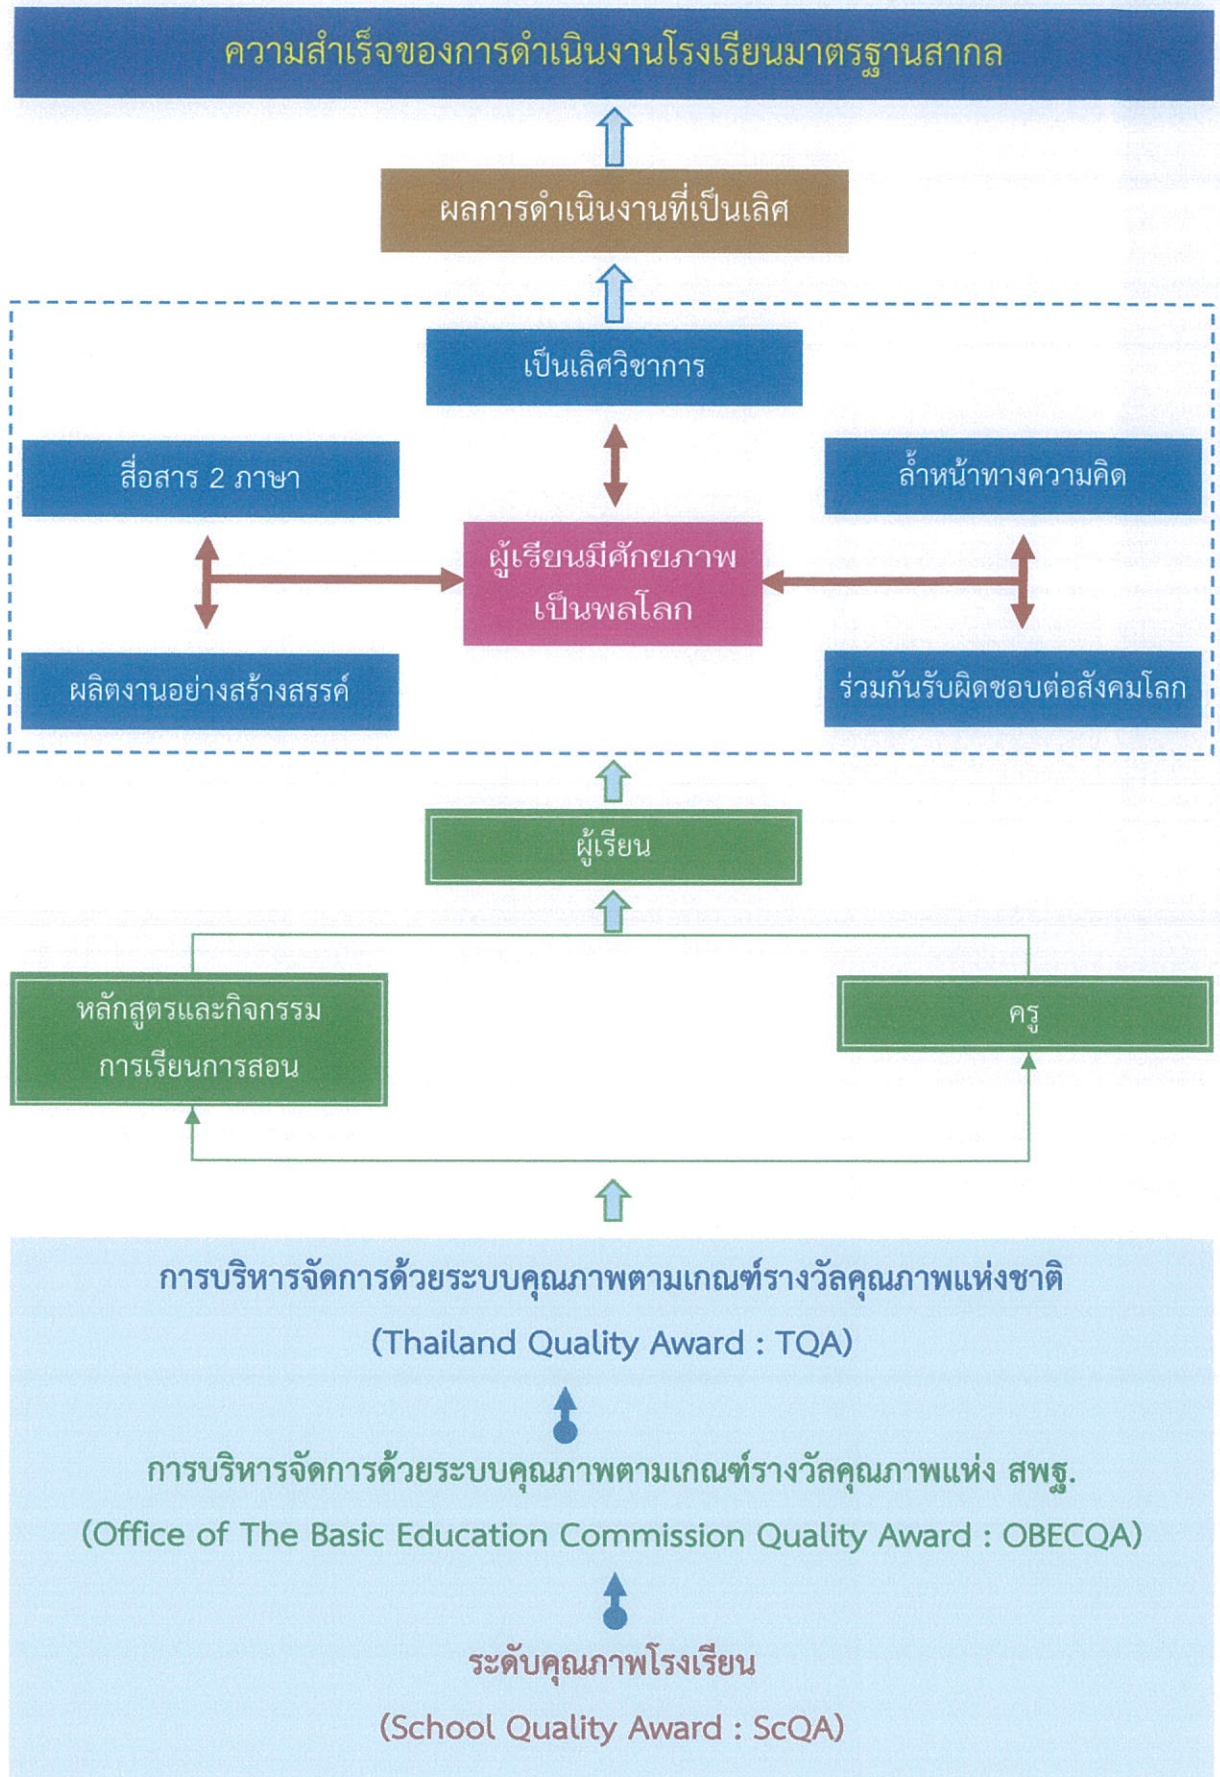 ความสำเร็จของการดำเนินงานโรงเรียนมาตรฐานสากล
ผลการดำเนินงานที่เป็นเลิศ
เป็นเลิศวิชาการ
สื่อสาร 2 ภาษา
ล้ำหน้าทางความคิด
ผู้เรียนมีศักยภาพ
เป็นพลโลก
ผลิตงานอย่างสร้างสรรค์
ร่วมกันรับผิดชอบต่อสังคมโลก
ผู้เรียน
หลักสูตรและกิจกรรม
การเรียนการสอน
ครู
การบริหารจัดการด้วยระบบคุณภาพตามเกณฑ์รางวัลคุณภาพแห่งชาติ
(Thailand Quality Award : TQA)
การบริหารจัดการด้วยระบบคุณภาพตามเกณฑ์รางวัลคุณภาพแห่ง สพฐ.
(Office of The Basic Education Commission Quality Award : OBECQA)
ระดับคุณภาพโรงเรียน
(School Quality Award : ScQA)